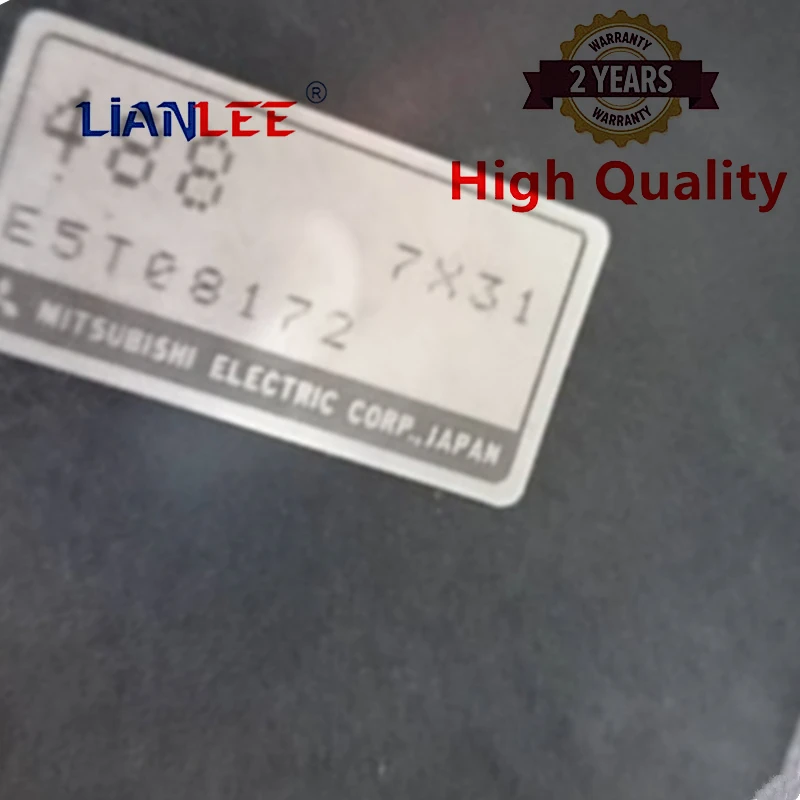 WARRANTY
2 YEARS
WARRANTY
LiANLEE®
High Quality
488
E5T08172
7X31
MITSUBISHI ELECTRIC CORP., JAPAN